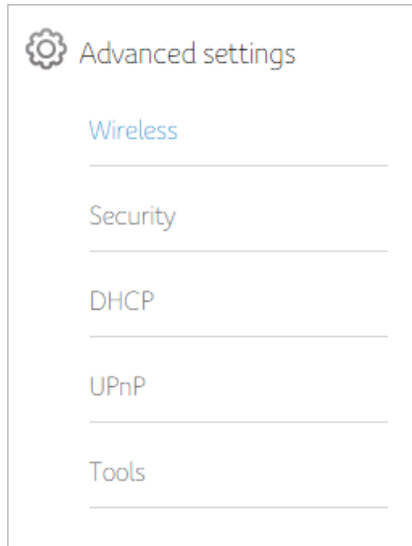 Advanced settings
Wireless
Security
DHCP
UPnP
Tools